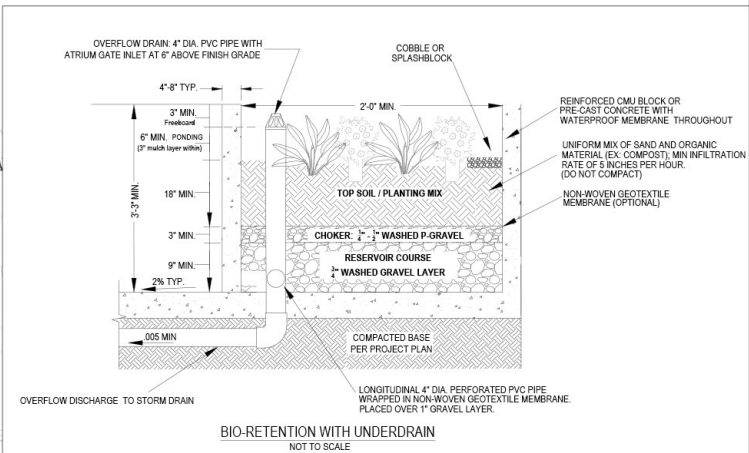 OVERFLOW DRAIN: 4" DIA. PVC PIPE WITH
ATRIUM GATE INLET AT 6" ABOVE FINISH GRADE
COBBLE OR
SPLASHBLOCK
4"-8" TYP.
2'-0" MIN.
3" MIN.
Freeboard
6" MIN. PONDING
(3" mulch layer within)
REINFORCED CMU BLOCK OR
PRE-CAST CONCRETE WITH
WATERPROOF MEMBRANE THROUGHOUT
UNIFORM MIX OF SAND AND ORGANIC
MATERIAL (EX: COMPOST); MIN INFILTRATION
RATE OF 5 INCHES PER HOUR.
(DO NOT COMPACT)
3'-3" MIN.
18" MIN.
TOP SOIL / PLANTING MIX
NON-WOVEN GEOTEXTILE
MEMBRANE (OPTIONAL)
3" MIN.
CHOKER: 1/4" - 1/2" WASHED P-GRAVEL
9" MIN.
RESERVOIR COURSE
3/4" WASHED GRAVEL LAYER
2% TYP.
.005 MIN
COMPACTED BASE
PER PROJECT PLAN
OVERFLOW DISCHARGE TO STORM DRAIN
LONGITUDINAL 4" DIA. PERFORATED PVC PIPE
WRAPPED IN NON-WOVEN GEOTEXTILE MEMBRANE.
PLACED OVER 1" GRAVEL LAYER.
BIO-RETENTION WITH UNDERDRAIN
NOT TO SCALE